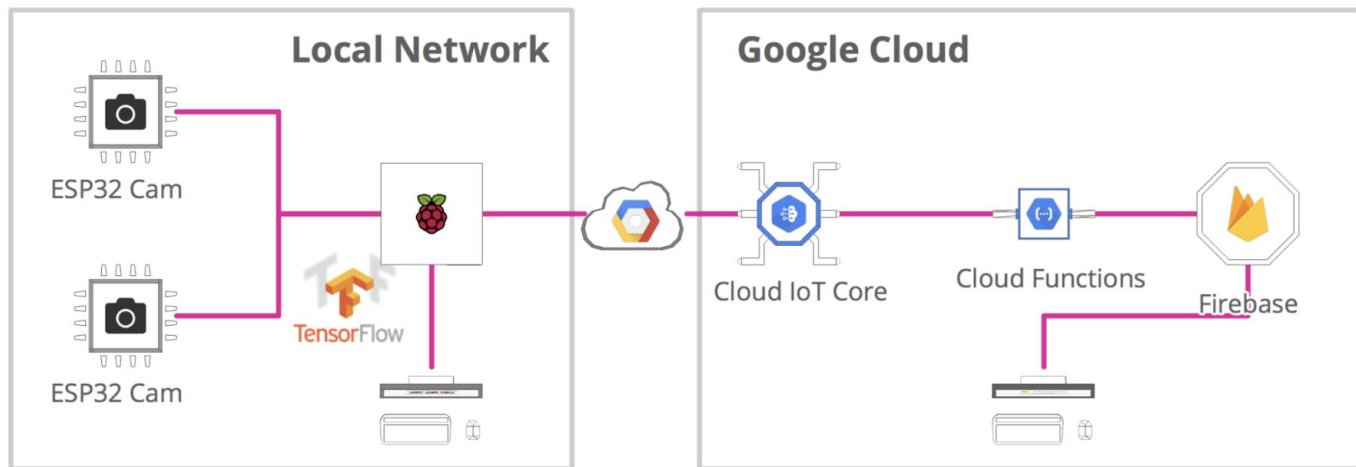 Local Network
ESP32 Cam
ESP32 Cam
TensorFlow
Google Cloud
Cloud IoT Core
Cloud Functions
Firebase